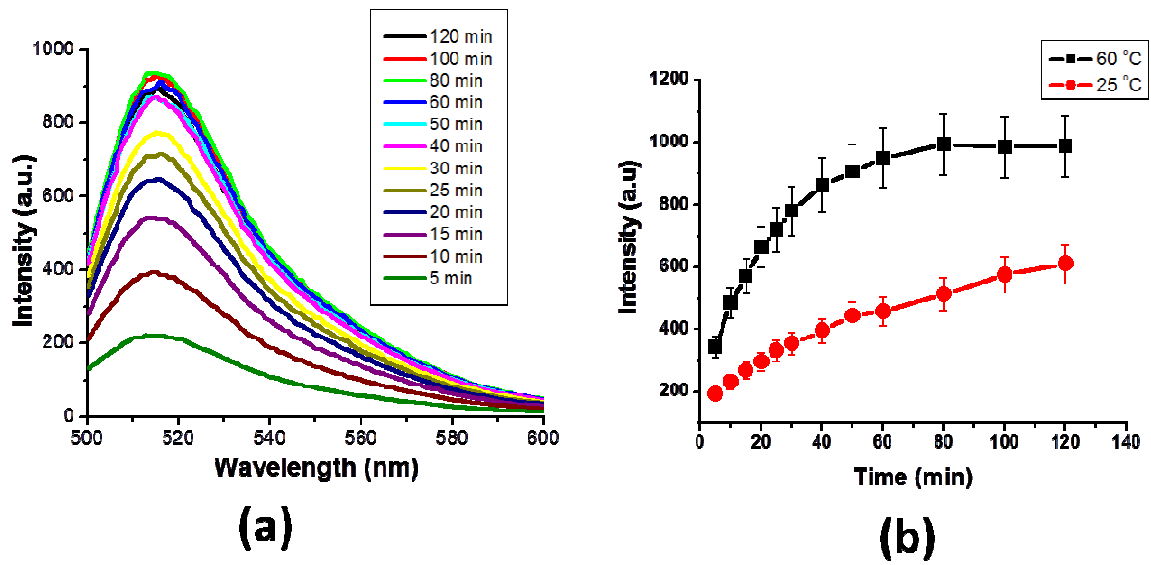 120 min
100 min
80 min
60 min
50 min
40 min
30 min
25 min
20 min
15 min
10 min
5 min
1000
800
600
400
200
0
500
520
540
560
580
600
Intensity (a.u.)
Wavelength (nm)
(a)
60 °C
25 °C
1200
1000
800
600
400
200
0
20
40
60
80
100
120
140
Intensity (a.u)
Time (min)
(b)